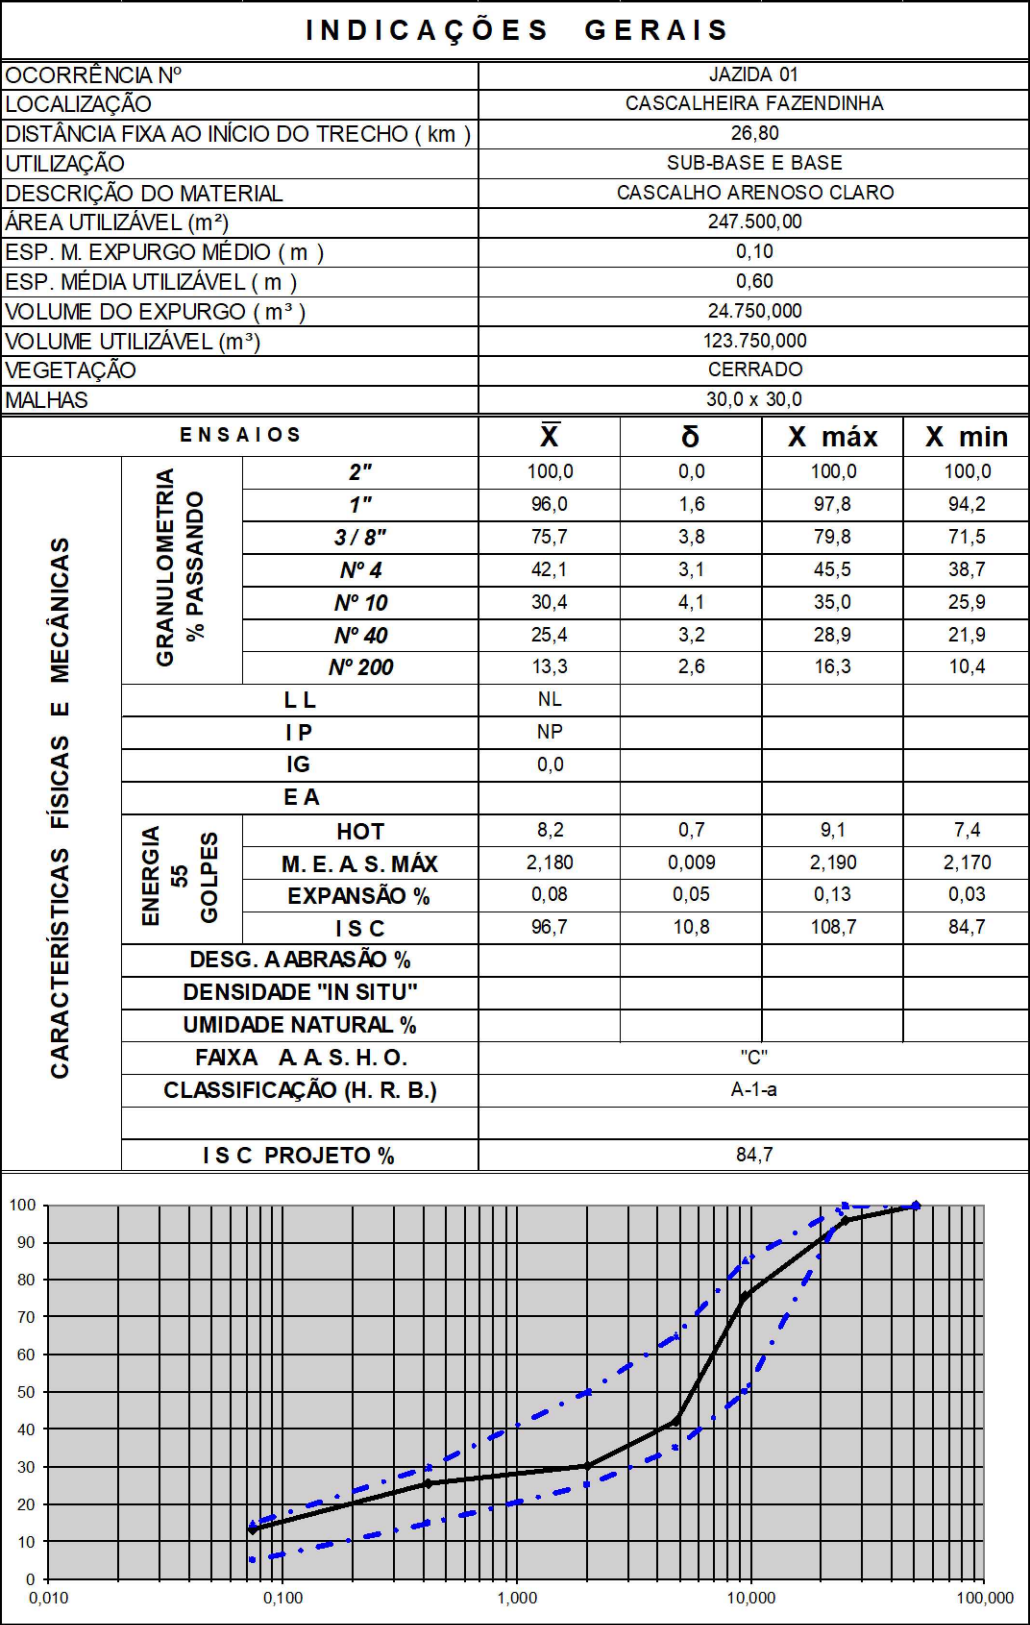 INDICAÇÕES GERAIS
OCORRÊNCIA Nº JAZIDA 01
LOCALIZAÇÃO CASCALHEIRA FAZENDINHA
DISTÂNCIA FIXA AO INÍCIO DO TRECHO ( km ) 26,80
UTILIZAÇÃO SUB-BASE E BASE
DESCRIÇÃO DO MATERIAL CASCALHO ARENOSO CLARO
ÁREA UTILIZÁVEL (m²) 247.500,00
ESP. M. EXPURGO MÉDIO ( m ) 0,10
ESP. MÉDIA UTILIZÁVEL ( m ) 0,60
VOLUME DO EXPURGO ( m³ ) 24.750,000
VOLUME UTILIZÁVEL (m³) 123.750,000
VEGETAÇÃO CERRADO
MALHAS 30,0 x 30,0
ENSAIOS X̅ δ X máx X min
CARACTERÍSTICAS FÍSICAS E MECÂNICAS
GRANULOMETRIA
% PASSANDO
2" 100,0 0,0 100,0 100,0
1" 96,0 1,6 97,8 94,2
3 / 8" 75,7 3,8 79,8 71,5
Nº 4 42,1 3,1 45,5 38,7
Nº 10 30,4 4,1 35,0 25,9
Nº 40 25,4 3,2 28,9 21,9
Nº 200 13,3 2,6 16,3 10,4
L L NL
I P NP
IG 0,0
E A
ENERGIA
55
GOLPES
HOT 8,2 0,7 9,1 7,4
M. E. A. S. MÁX 2,180 0,009 2,190 2,170
EXPANSÃO % 0,08 0,05 0,13 0,03
I S C 96,7 10,8 108,7 84,7
DESG. A ABRASÃO %
DENSIDADE "IN SITU"
UMIDADE NATURAL %
FAIXA A. A. S. H. O. "C"
CLASSIFICAÇÃO (H. R. B.) A-1-a
I S C PROJETO % 84,7
100
90
80
70
60
50
40
30
20
10
0
0,010 0,100 1,000 10,000 100,000